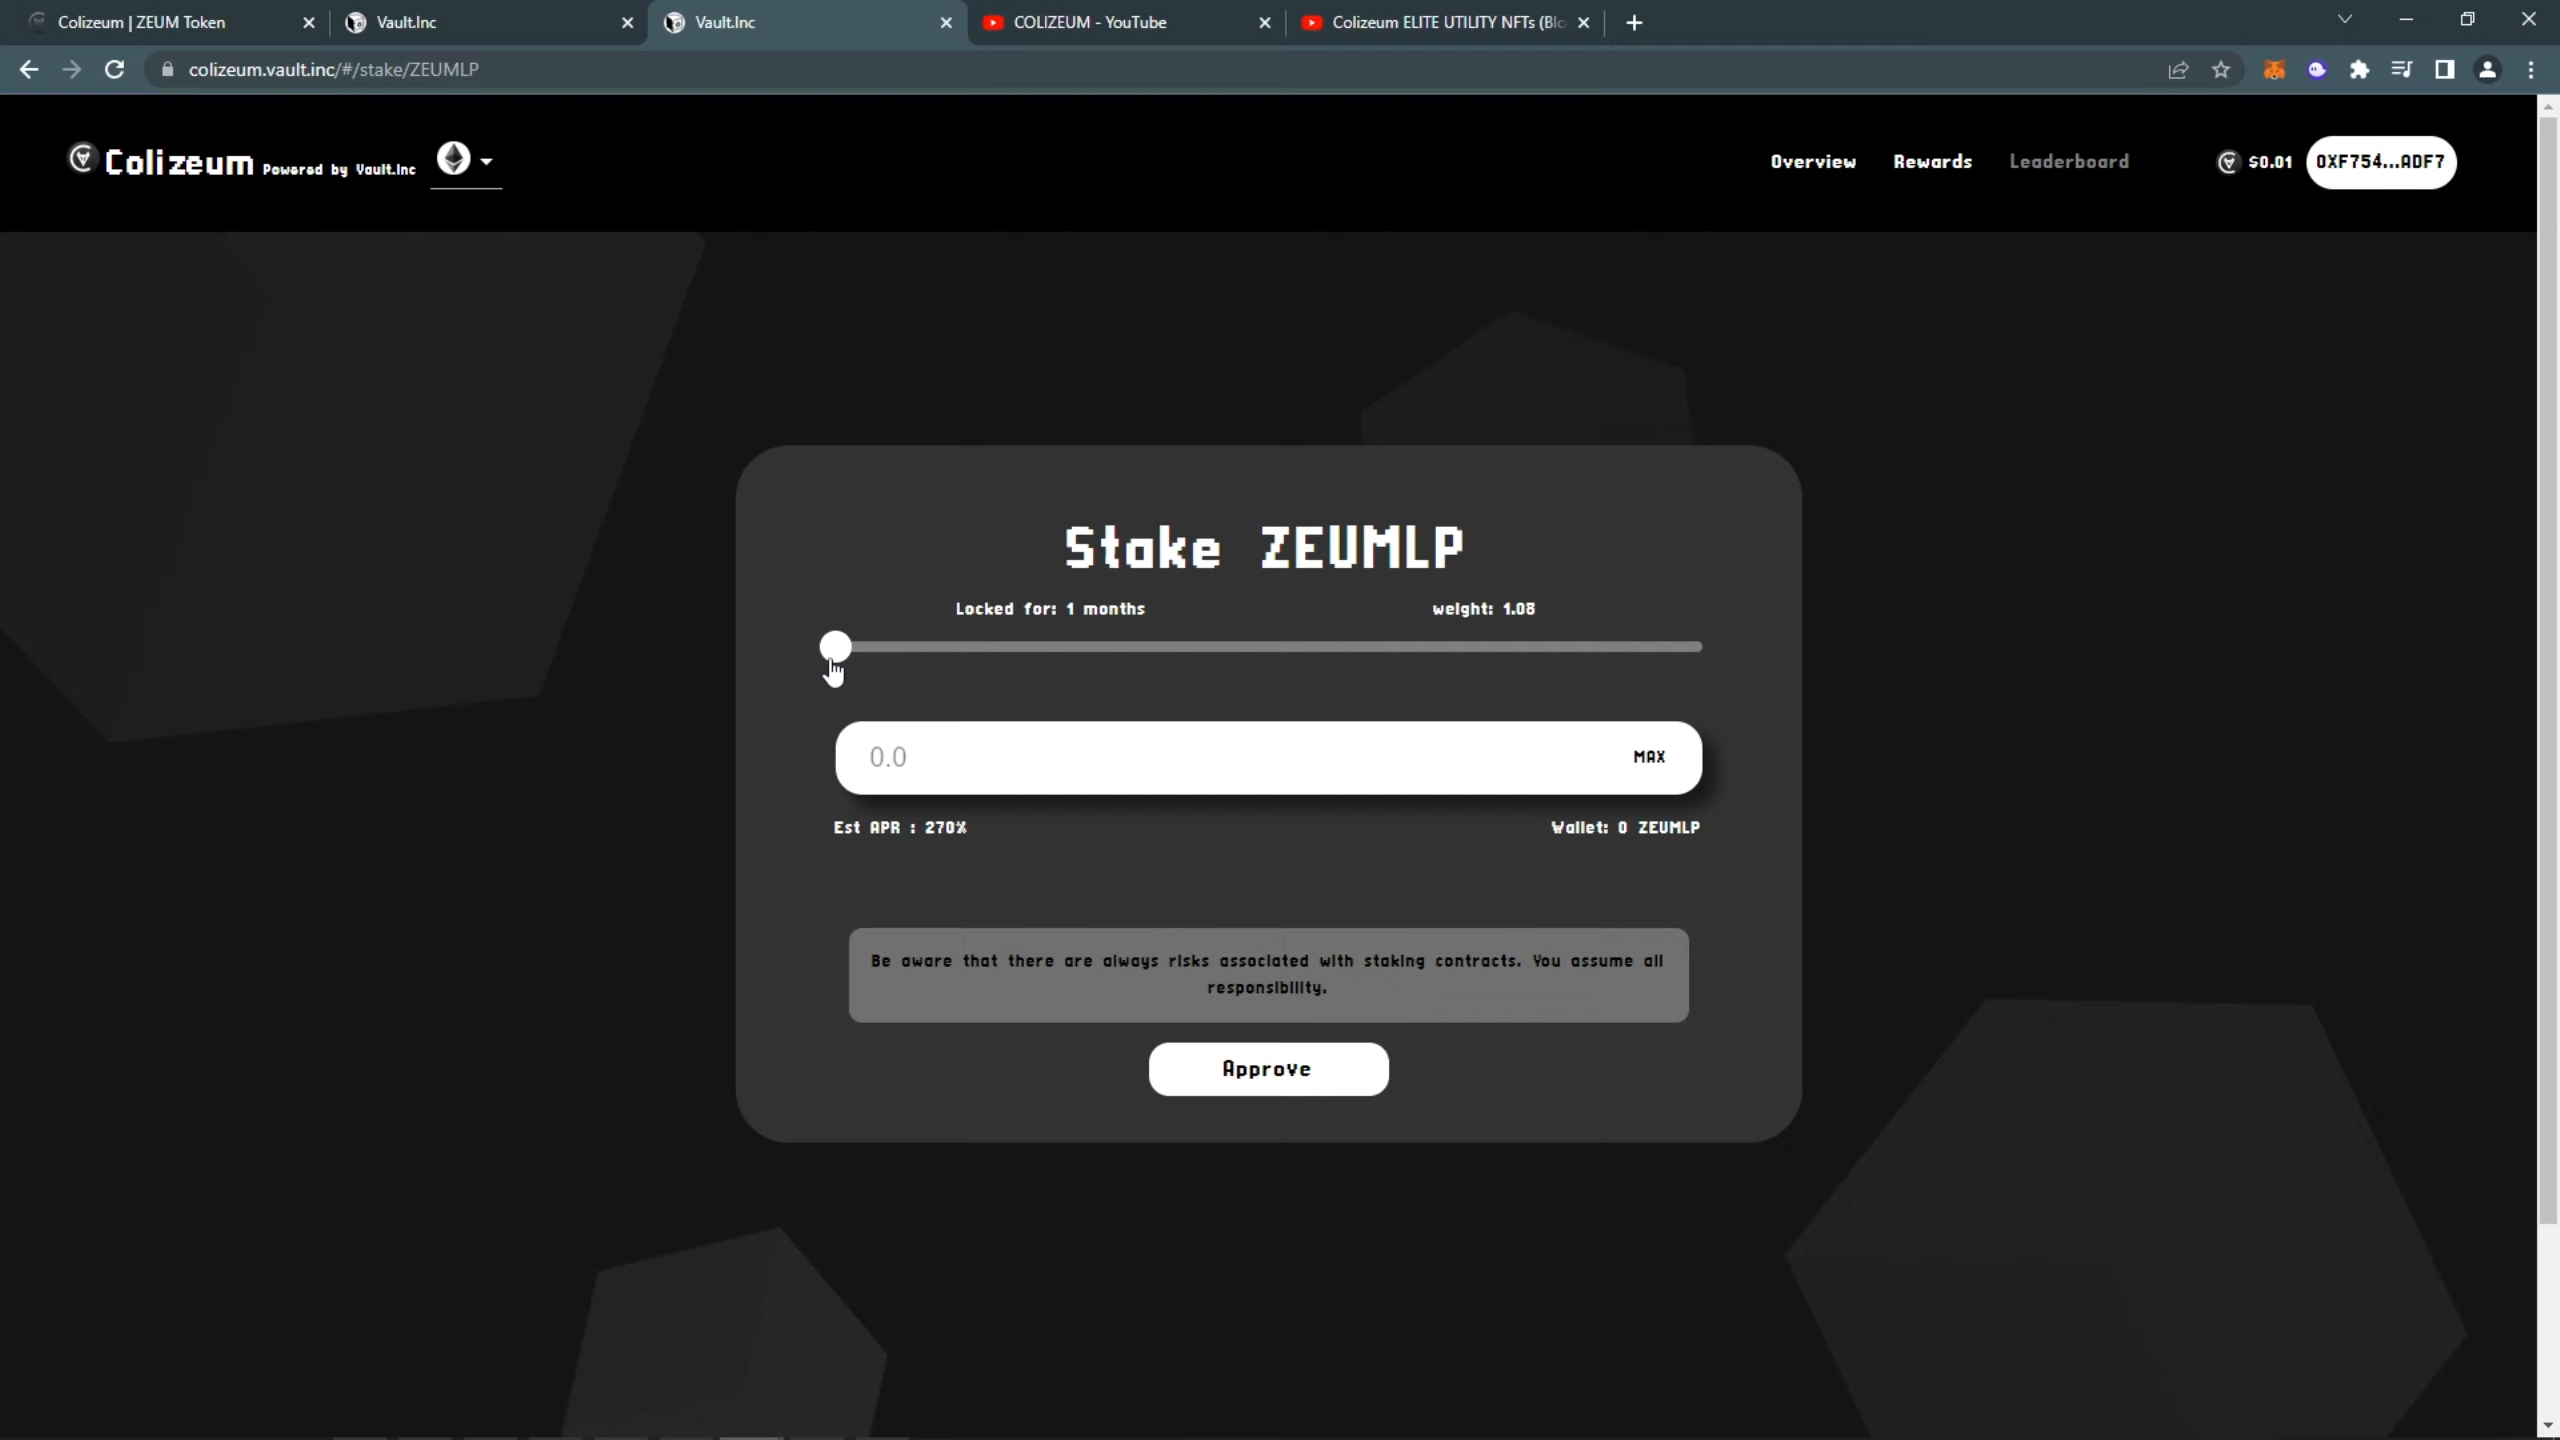 Colizeum | ZEUM Token
Vault.Inc
Vault.Inc
COLIZEUM - YouTube
Colizeum ELITE UTILITY NFTs (Blo
colizeum.vault.inc/#/stake/ZEUMLP
Colizeum Powered by Vault.Inc
Overview Rewards Leaderboard $0.01 0XF754...ADF7
Stake ZEUMLP
Locked for: 1 months weight: 1.08
0.0 MAX
Est APR : 270% Wallet: 0 ZEUMLP
Be aware that there are always risks associated with staking contracts. You assume all
responsibility.
Approve